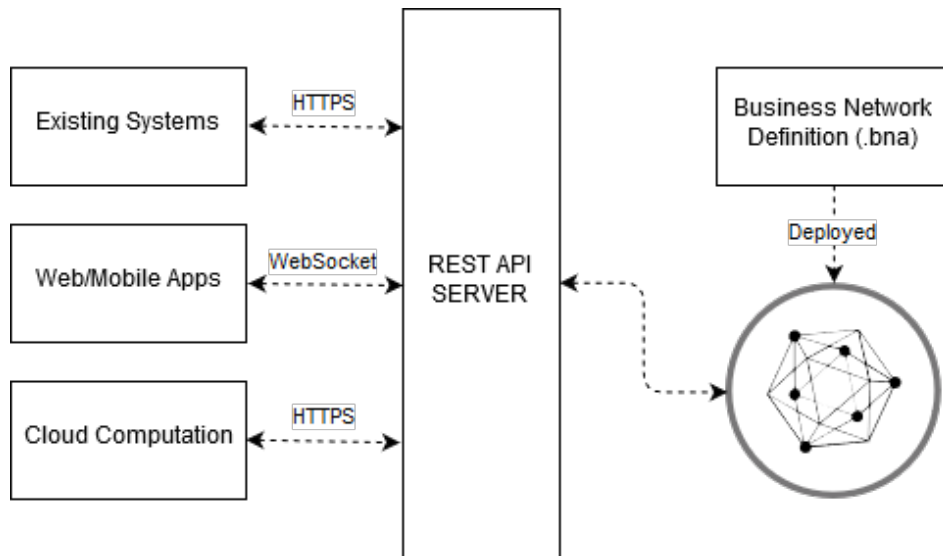 Existing Systems
HTTPS
Web/Mobile Apps
WebSocket
Cloud Computation
HTTPS
REST API
SERVER
Business Network
Definition (.bna)
Deployed